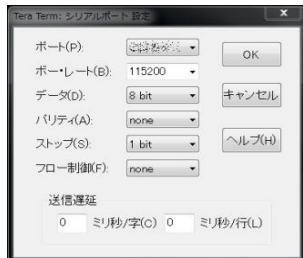 Tera Term: シリアルポート 設定
ポート(P):
OK
ボー・レート(B): 115200
データ(D): 8 bit
キャンセル
パリティ(A): none
ストップ(S): 1 bit
ヘルプ(H)
フロー制御(F): none
送信遅延
0 ミリ秒/字(C) 0 ミリ秒/行(L)